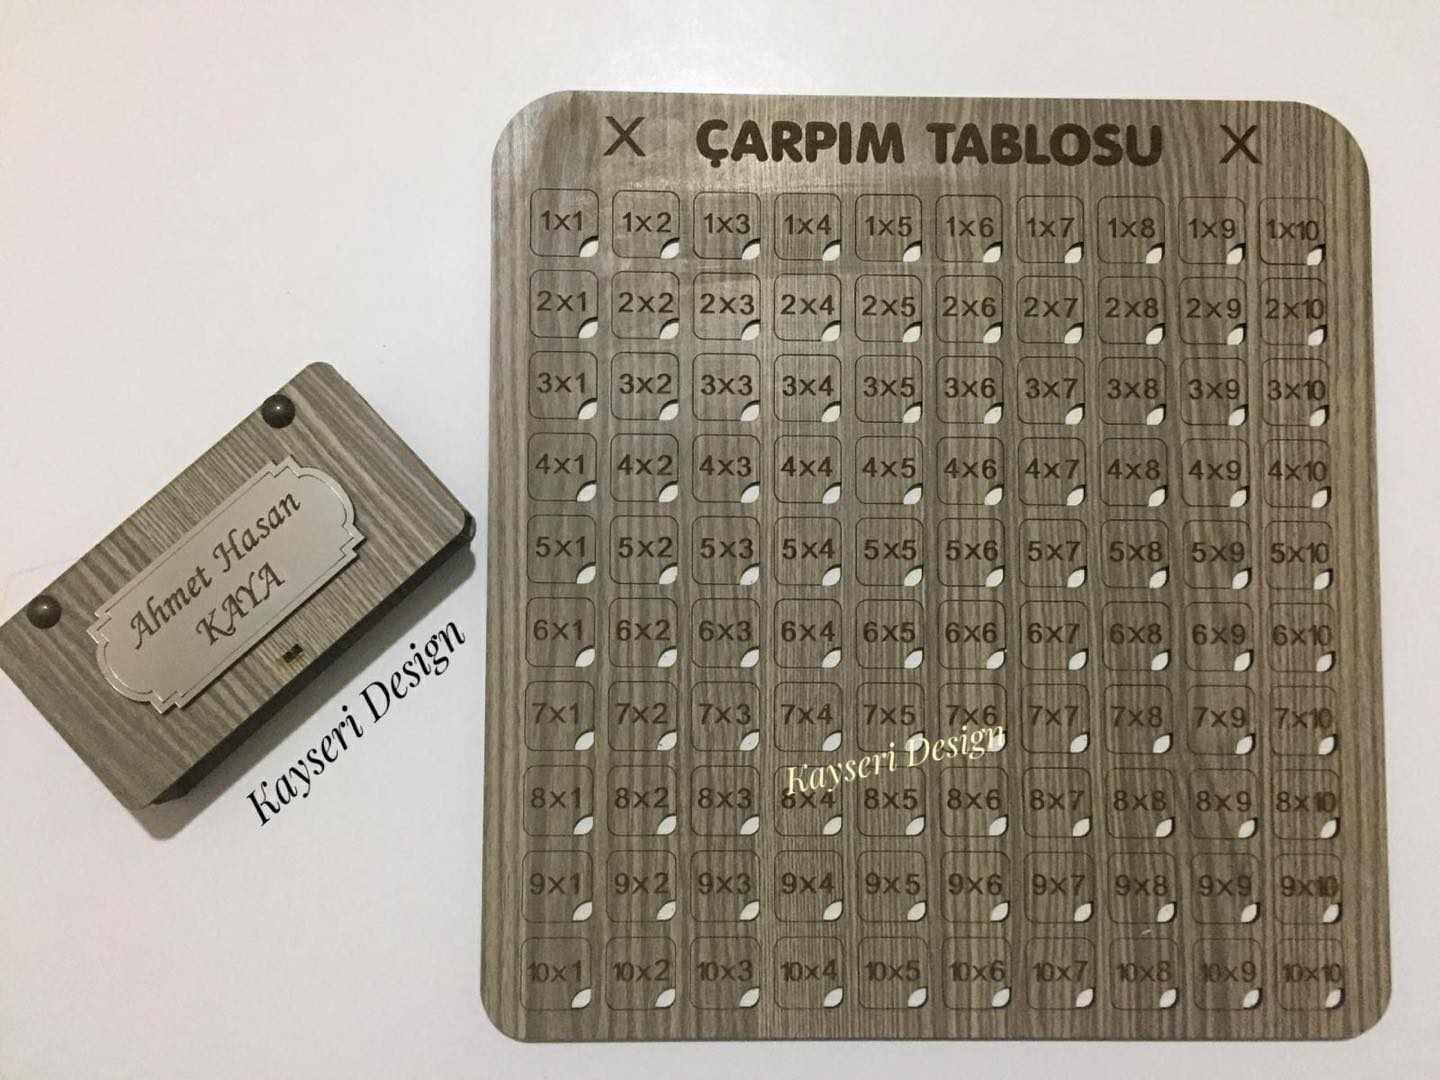 X ÇARPIM TABLOSU X
1x1 1x2 1x3 1x4 1x5 1x6 1x7 1x8 1x9 1x10
2x1 2x2 2x3 2x4 2x5 2x6 2x7 2x8 2x9 2x10
3x1 3x2 3x3 3x4 3x5 3x6 3x7 3x8 3x9 3x10
4x1 4x2 4x3 4x4 4x5 4x6 4x7 4x8 4x9 4x10
5x1 5x2 5x3 5x4 5x5 5x6 5x7 5x8 5x9 5x10
6x1 6x2 6x3 6x4 6x5 6x6 6x7 6x8 6x9 6x10
7x1 7x2 7x3 7x4 7x5 7x6 7x7 7x8 7x9 7x10
Kayseri Design
8x1 8x2 8x3 8x4 8x5 8x6 8x7 8x8 8x9 8x10
9x1 9x2 9x3 9x4 9x5 9x6 9x7 9x8 9x9 9x10
10x1 10x2 10x3 10x4 10x5 10x6 10x7 10x8 10x9 10x10
Ahmet Hasan
KAYA
Kayseri Design